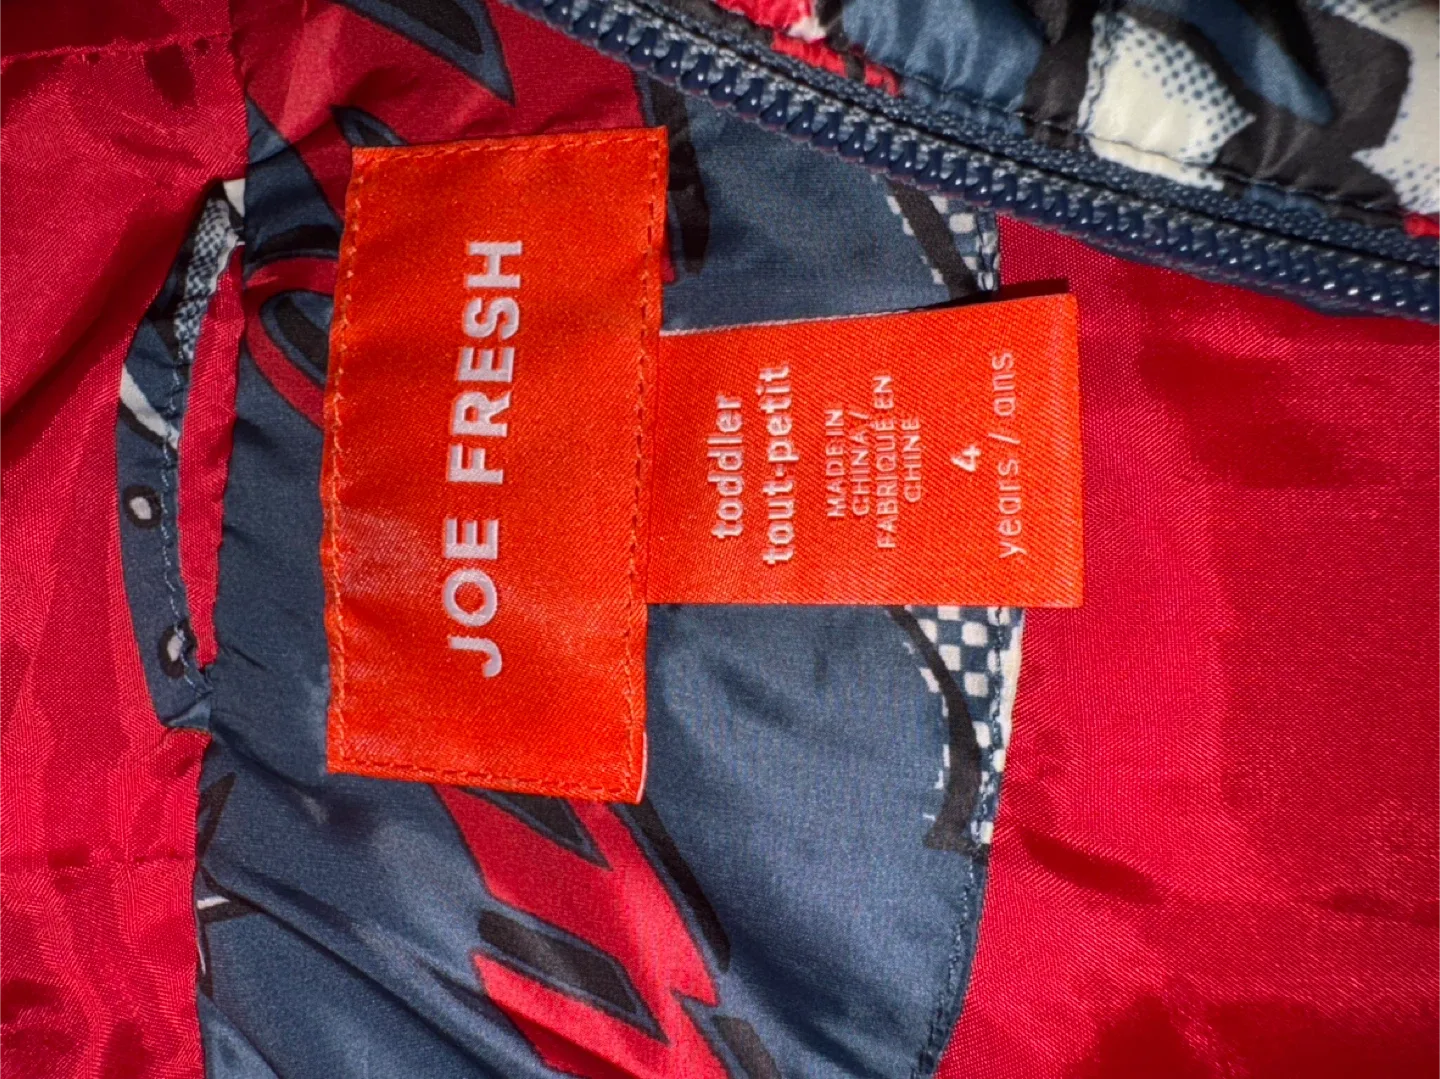 JOE FRESH
toddler
tout-petit
MADE IN
CHINA /
FABRIQUÉ EN
CHINE
4
years / ans